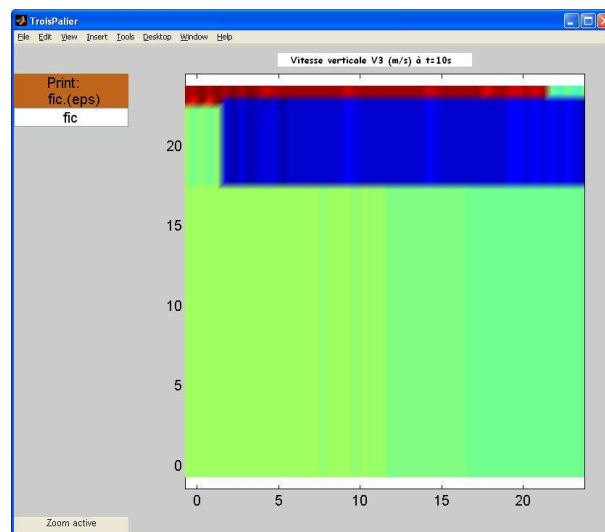 TroisPalier
File Edit View Insert Tools Desktop Window Help
Vitesse verticale V3 (m/s) à t=10s
Print:
fic.(eps)
fic
20
15
10
5
0
0 5 10 15 20
Zoom active